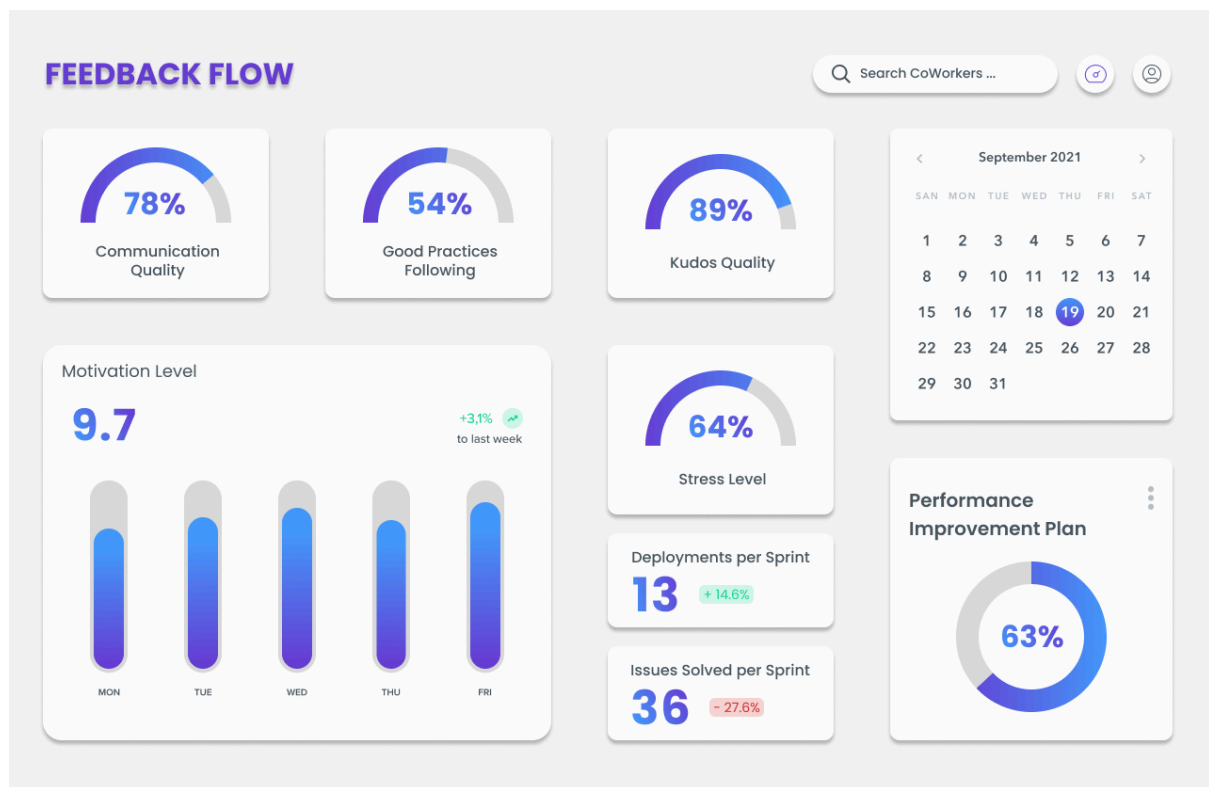 FEEDBACK FLOW
Search CoWorkers ...
78%
Communication
Quality
54%
Good Practices
Following
89%
Kudos Quality
September 2021
SAN MON TUE WED THU FRI SAT
1 2 3 4 5 6 7
8 9 10 11 12 13 14
15 16 17 18 19 20 21
22 23 24 25 26 27 28
29 30 31
Motivation Level
9.7
+3,1%
to last week
MON TUE WED THU FRI
64%
Stress Level
Deployments per Sprint
13 + 14.6%
Issues Solved per Sprint
36 - 27.6%
Performance
Improvement Plan
63%